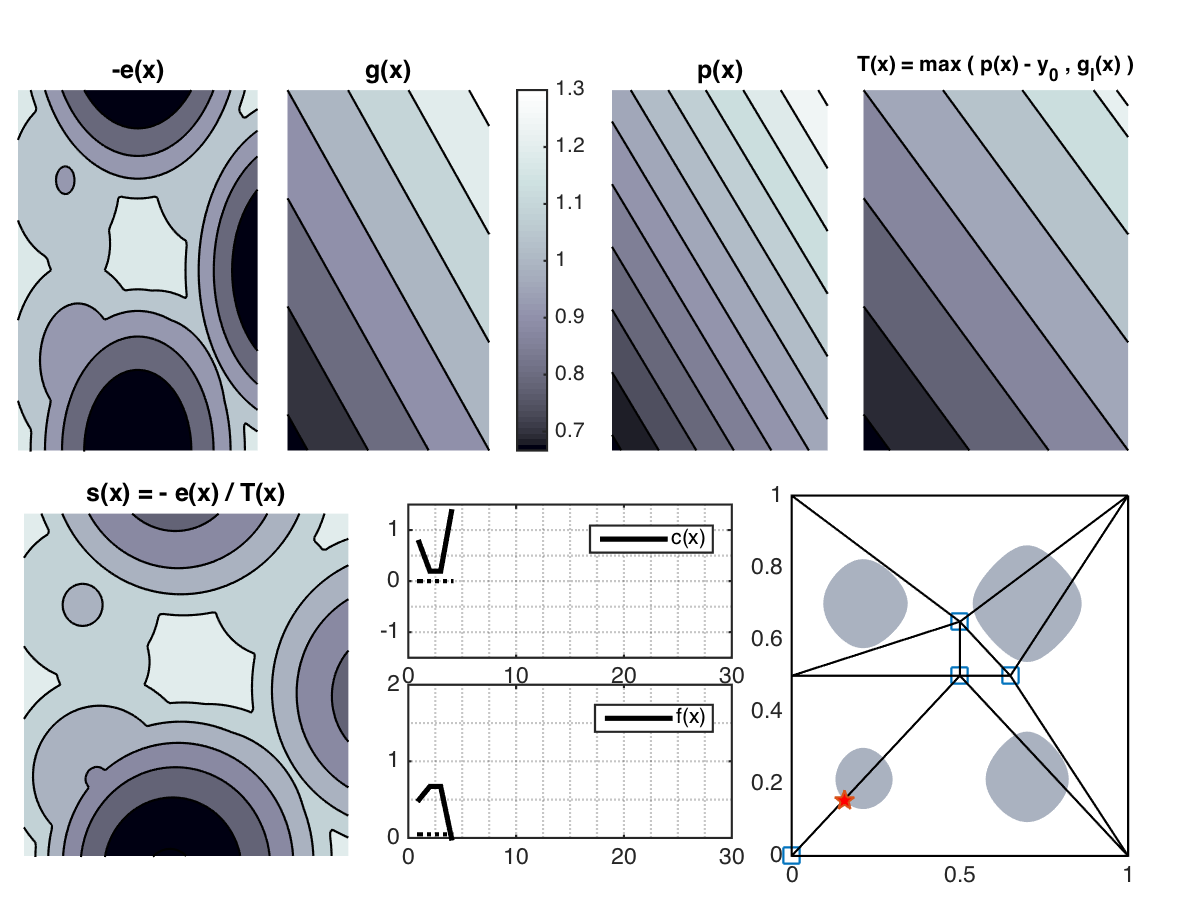 -e(x)
g(x)
p(x)
T(x) = max ( p(x) - y0 , gl(x) )
1.3
1.2
1.1
1
0.9
0.8
0.7
s(x) = - e(x) / T(x)
1
0
-1
c(x)
0 10 20 30
2
1
0
f(x)
0 10 20 30
1
0.8
0.6
0.4
0.2
0
0 0.5 1